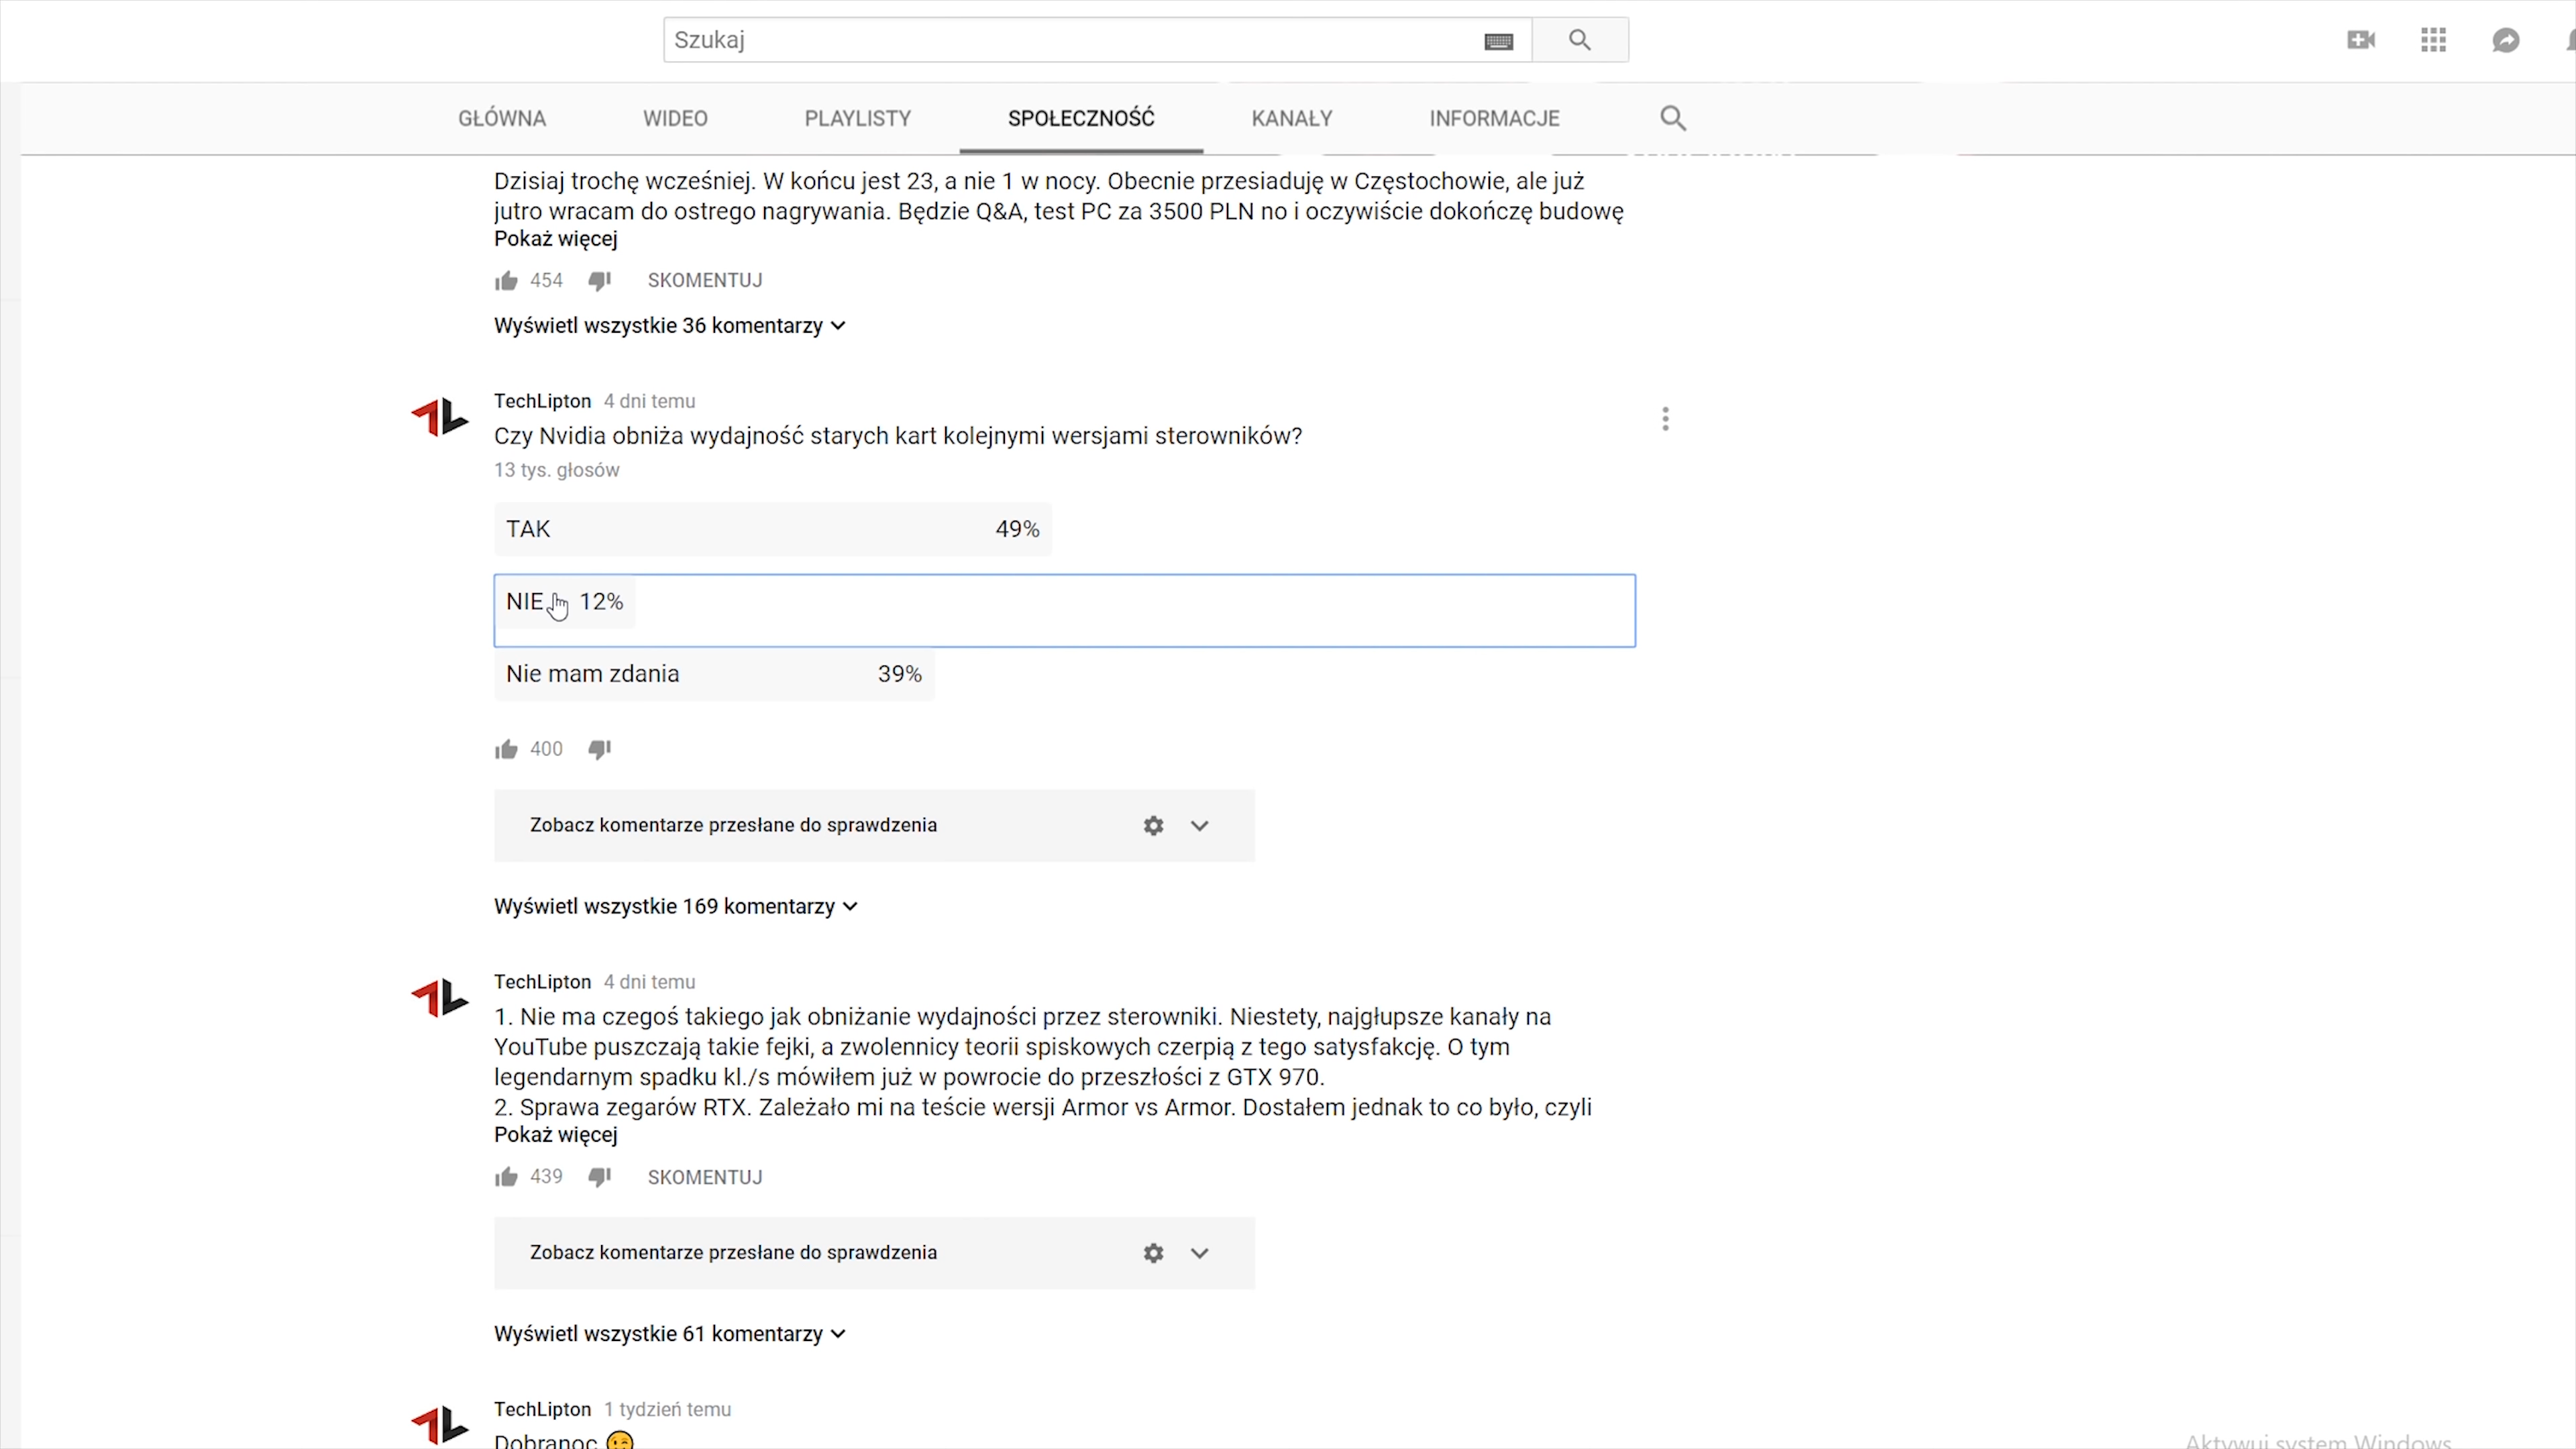 Szukaj
GŁÓWNA WIDEO PLAYLISTY SPOŁECZNOŚĆ KANAŁY INFORMACJE
Dzisiaj trochę wcześniej. W końcu jest 23, a nie 1 w nocy. Obecnie przesiaduję w Częstochowie, ale już
jutro wracam do ostrego nagrywania. Będzie Q&A, test PC za 3500 PLN no i oczywiście dokończę budowę
Pokaż więcej
454 SKOMENTUJ
Wyświetl wszystkie 36 komentarzy
TechLipton 4 dni temu
Czy Nvidia obniża wydajność starych kart kolejnymi wersjami sterowników?
13 tys. głosów
TAK 49%
NIE 12%
Nie mam zdania 39%
400
Zobacz komentarze przesłane do sprawdzenia
Wyświetl wszystkie 169 komentarzy
TechLipton 4 dni temu
1. Nie ma czegoś takiego jak obniżanie wydajności przez sterowniki. Niestety, najgłupsze kanały na
YouTube puszczają takie fejki, a zwolennicy teorii spiskowych czerpią z tego satysfakcję. O tym
legendarnym spadku kl./s mówiłem już w powrocie do przeszłości z GTX 970.
2. Sprawa zegarów RTX. Zależało mi na teście wersji Armor vs Armor. Dostałem jednak to co było, czyli
Pokaż więcej
439 SKOMENTUJ
Zobacz komentarze przesłane do sprawdzenia
Wyświetl wszystkie 61 komentarzy
TechLipton 1 tydzień temu
Dobranoc 😉
Aktywuj system Windows